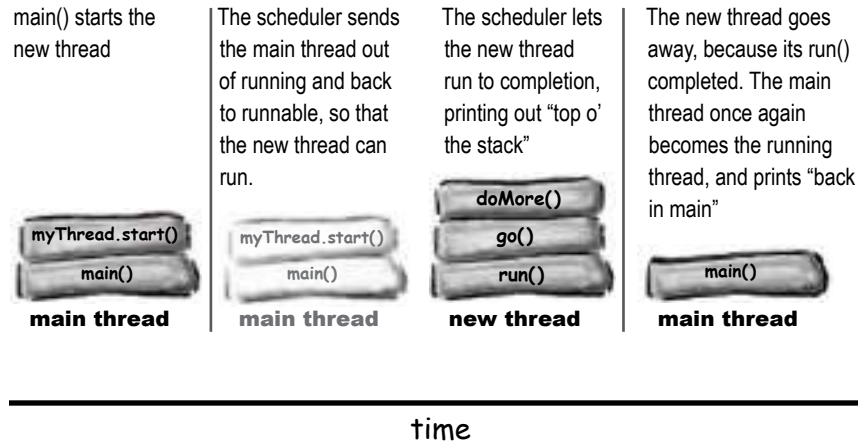 main() starts the
new thread
myThread.start()
main()
main thread
The scheduler sends
the main thread out
of running and back
to runnable, so that
the new thread can
run.
myThread.start()
main()
main thread
The scheduler lets
the new thread
run to completion,
printing out “top o’
the stack”
doMore()
go()
run()
new thread
The new thread goes
away, because its run()
completed. The main
thread once again
becomes the running
thread, and prints “back
in main”
main()
main thread
time